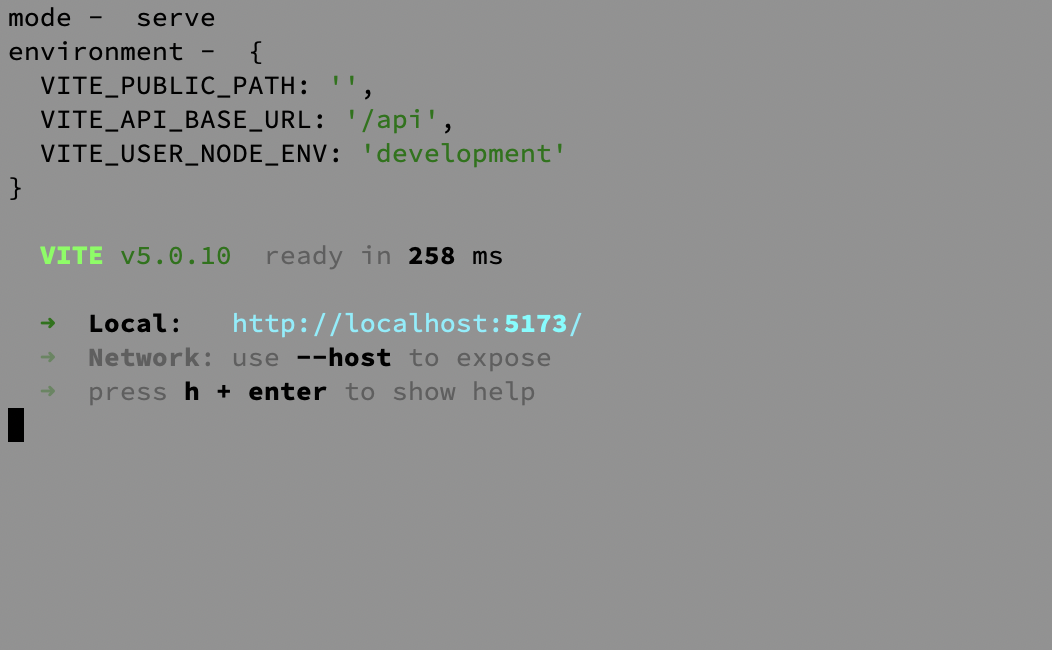 mode -  serve
environment -  {
  VITE_PUBLIC_PATH: '',
  VITE_API_BASE_URL: '/api',
  VITE_USER_NODE_ENV: 'development'
}
  VITE v5.0.10  ready in 258 ms
  ➜  Local:   http://localhost:5173/
  ➜  Network: use --host to expose
  ➜  press h + enter to show help